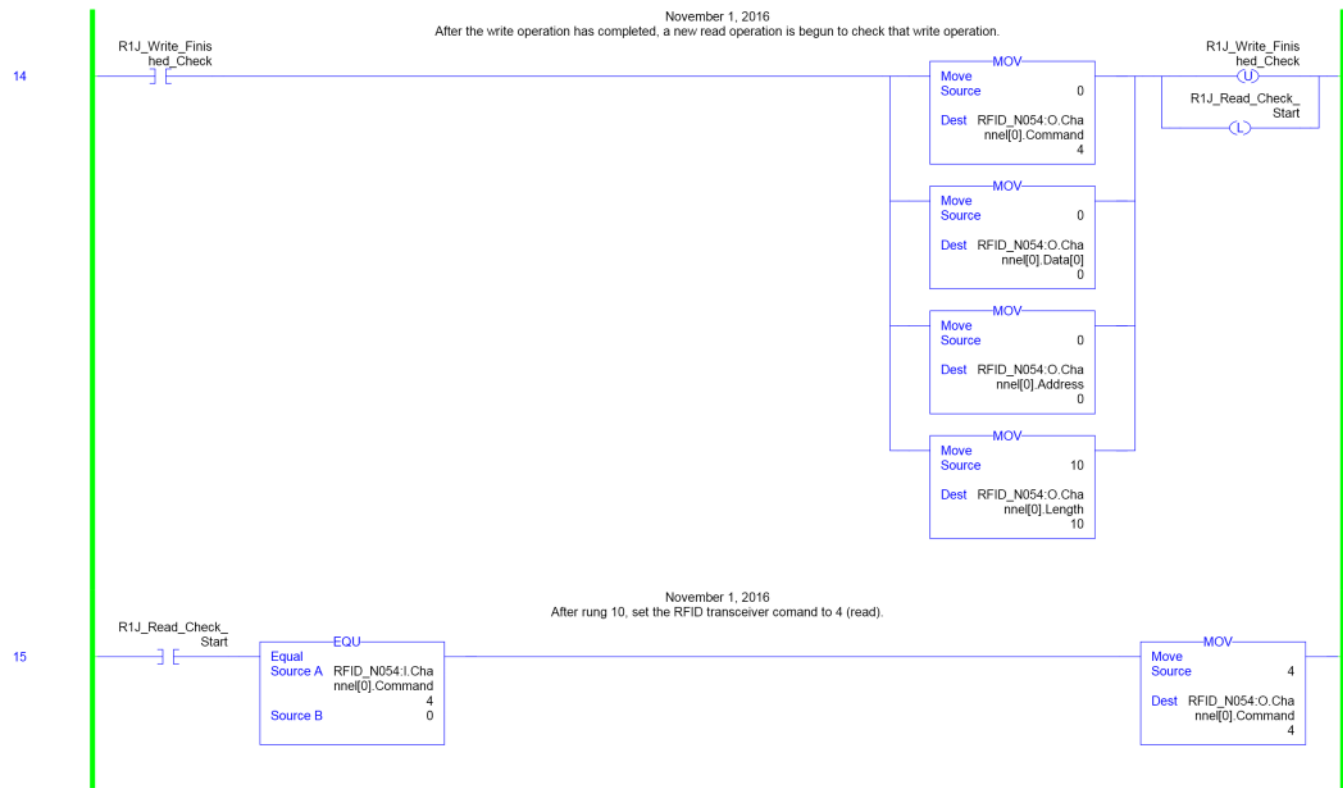 November 1, 2016
After the write operation has completed, a new read operation is begun to check that write operation.
R1J_Write_Finis
hed_Check
14
MOV
Move
Source 0
Dest RFID_N054:O.Cha
nnel[0].Command
4
MOV
Move
Source 0
Dest RFID_N054:O.Cha
nnel[0].Data[0]
0
MOV
Move
Source 0
Dest RFID_N054:O.Cha
nnel[0].Address
0
MOV
Move
Source 10
Dest RFID_N054:O.Cha
nnel[0].Length
10
R1J_Write_Finis
hed_Check
U
R1J_Read_Check_
Start
L
November 1, 2016
After rung 10, set the RFID transceiver comand to 4 (read).
R1J_Read_Check_
Start
15
EQU
Equal
Source A RFID_N054:I.Cha
nnel[0].Command
4
Source B 0
MOV
Move
Source 4
Dest RFID_N054:O.Cha
nnel[0].Command
4